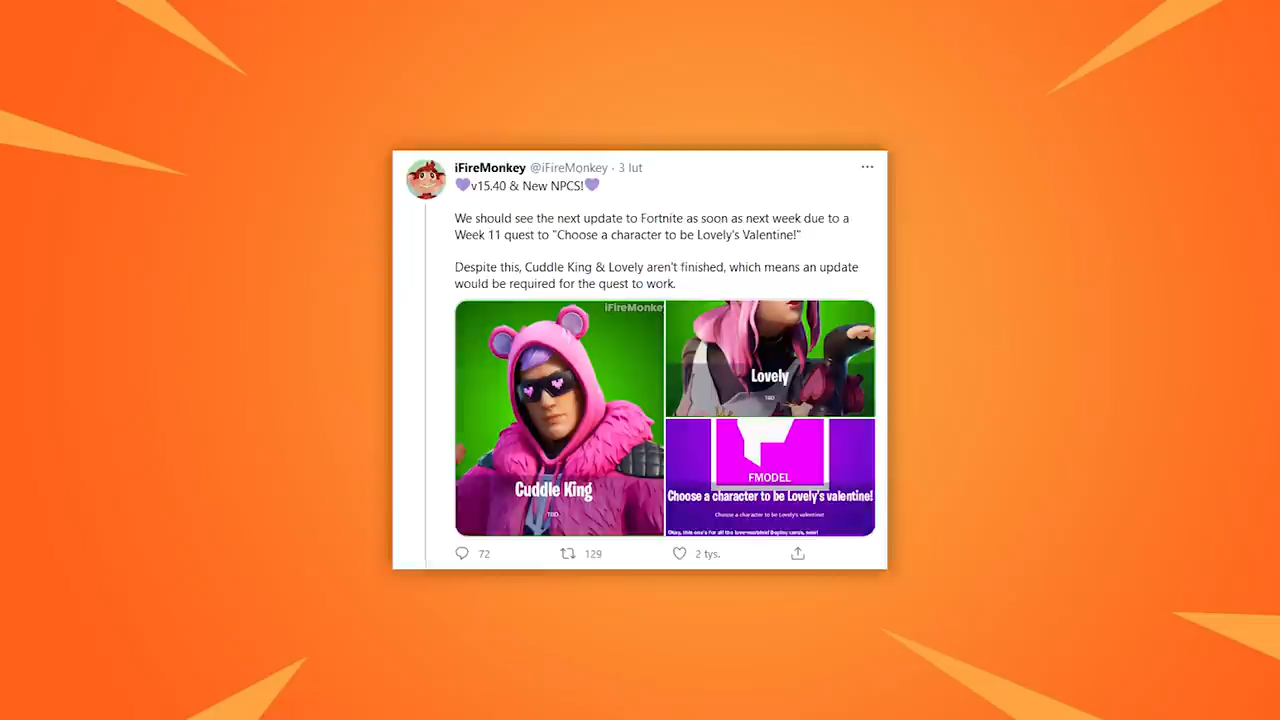 iFireMonkey @iFireMonkey · 3 lut
💜v15.40 & New NPCS!💜
We should see the next update to Fortnite as soon as next week due to a
Week 11 quest to "Choose a character to be Lovely's Valentine!"
Despite this, Cuddle King & Lovely aren't finished, which means an update
would be required for the quest to work.
iFireMonke
Cuddle King
TBD
Lovely
TBD
FMODEL
Choose a character to be Lovely's valentine!
Choose a character to be Lovely's valentine!
72
129
2 tys.